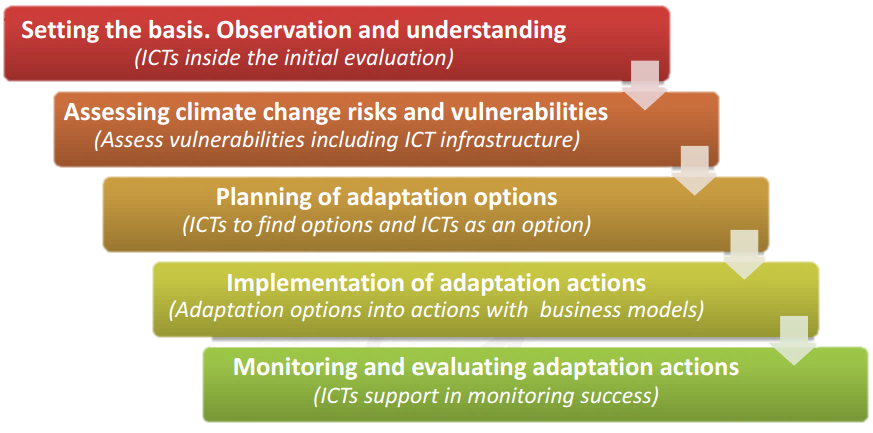 Setting the basis. Observation and understanding
(ICTs inside the initial evaluation)
Assessing climate change risks and vulnerabilities
(Assess vulnerabilities including ICT infrastructure)
Planning of adaptation options
(ICTs to find options and ICTs as an option)
Implementation of adaptation actions
(Adaptation options into actions with business models)
Monitoring and evaluating adaptation actions
(ICTs support in monitoring success)